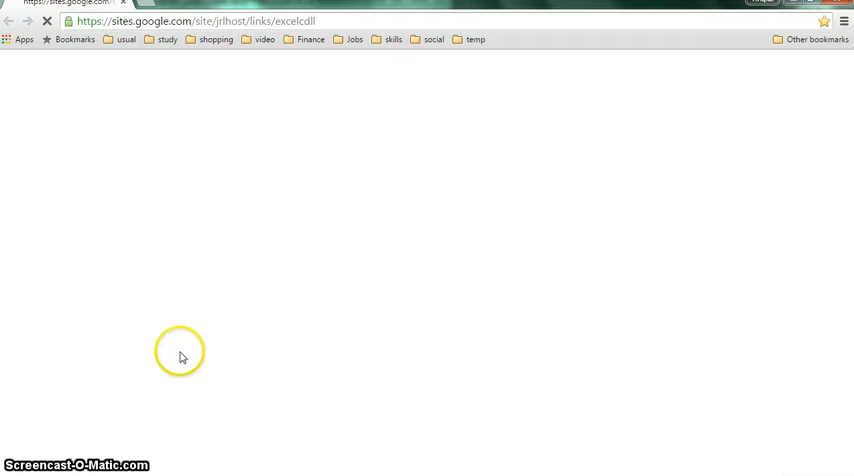 https://sites.google.com/
https://sites.google.com/site/jrlhost/links/excelcdll
Apps Bookmarks usual study shopping video Finance Jobs skills social temp Other bookmarks
Screencast-O-Matic.com